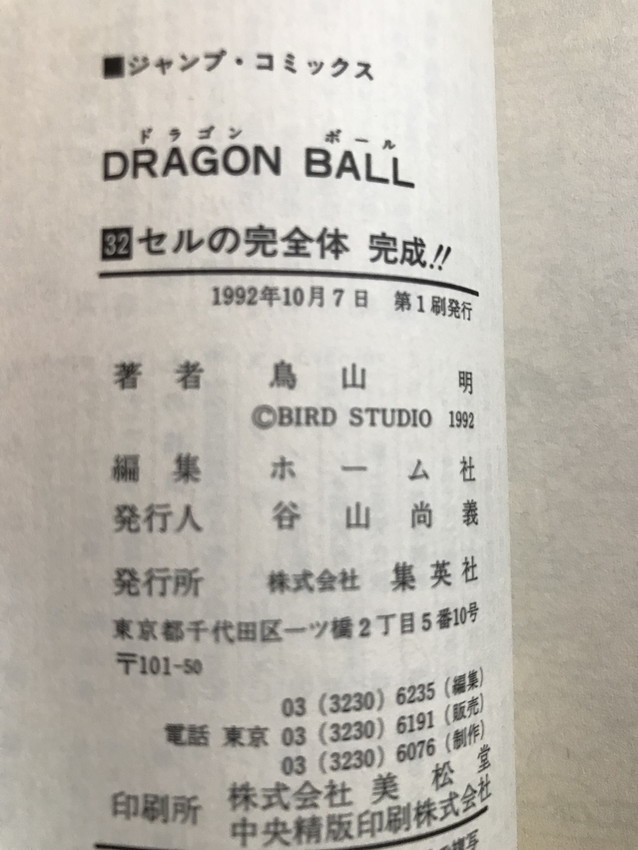 ■ジャンプ・コミックス
ドラゴン ボール
DRAGON BALL
32 セルの完全体 完成!!
1992年10月7日 第1刷発行
著者 鳥山 明
©BIRD STUDIO 1992
編集 ホーム社
発行人 谷山尚義
発行所 株式会社 集英社
東京都千代田区一ツ橋2丁目5番10号
〒101-50
03(3230)6235(編集)
電話 東京 03(3230)6191(販売)
03(3230)6076(制作)
印刷所 株式会社 美松堂
中央精版印刷株式会社